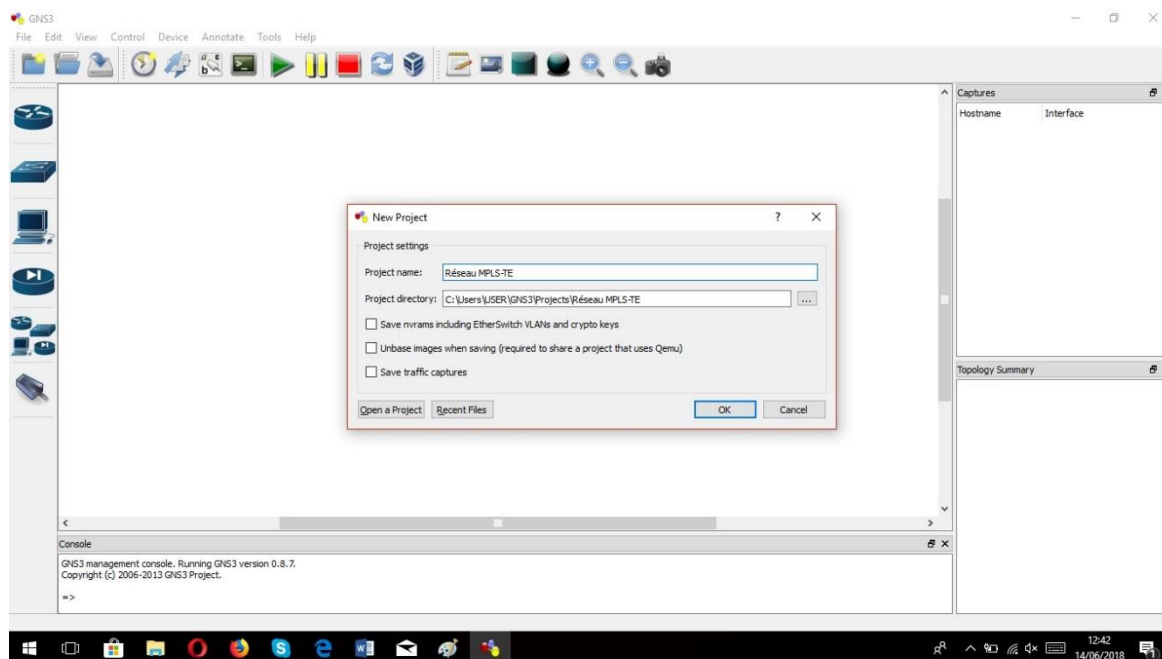 GNS3
File Edit View Control Device Annotate Tools Help
Captures
Hostname Interface
New Project
Project settings
Project name: Réseau MPLS-TE
Project directory: C:\Users\USER\GNS3\Projects\Réseau MPLS-TE ...
Save nvrams including EtherSwitch VLANs and crypto keys
Unbase images when saving (required to share a project that uses Qemu)
Save traffic captures
Open a Project Recent Files OK Cancel
Topology Summary
Console
GNS3 management console. Running GNS3 version 0.8.7.
Copyright (c) 2006-2013 GNS3 Project.
=>
12:42
14/06/2018